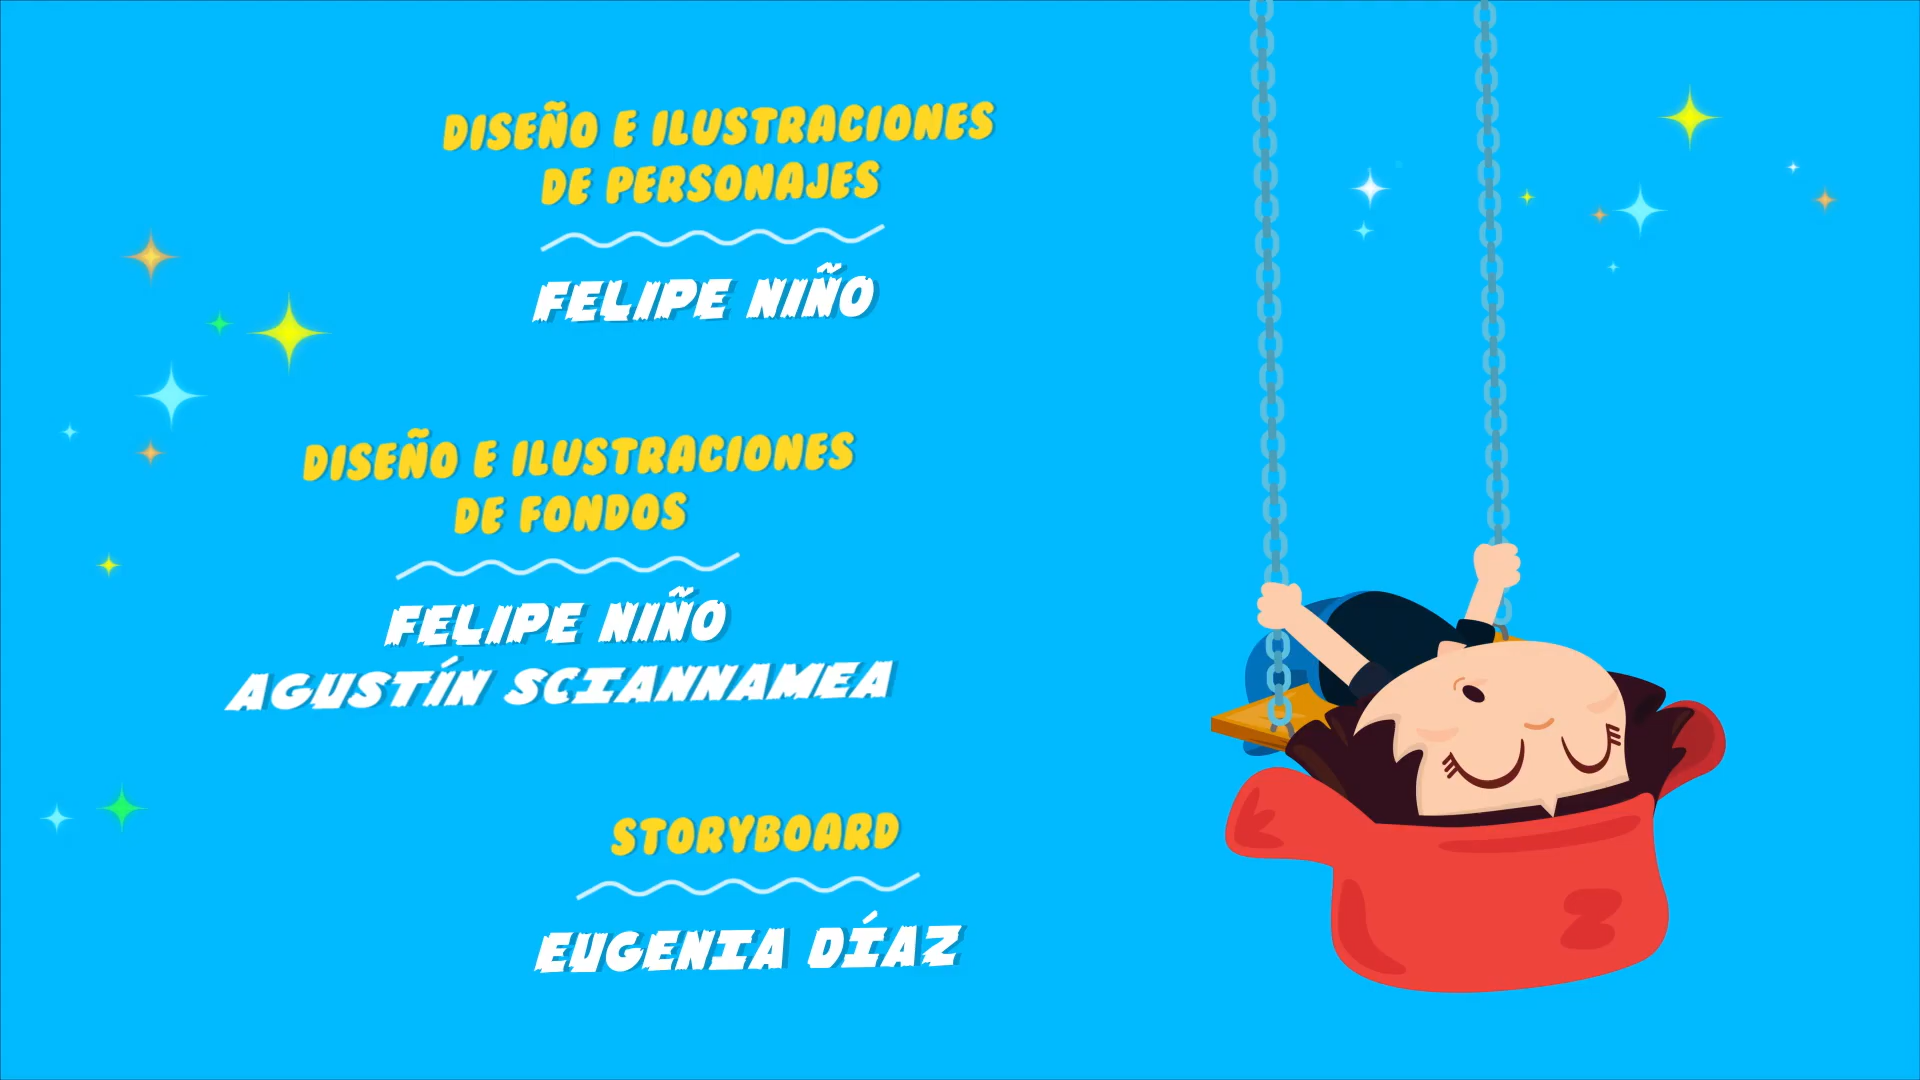 DISEÑO E ILUSTRACIONES
DE PERSONAJES
FELIPE NIÑO
DISEÑO E ILUSTRACIONES
DE FONDOS
FELIPE NIÑO
AGUSTÍN SCIANNAMEA
STORYBOARD
EUGENIA DÍAZ